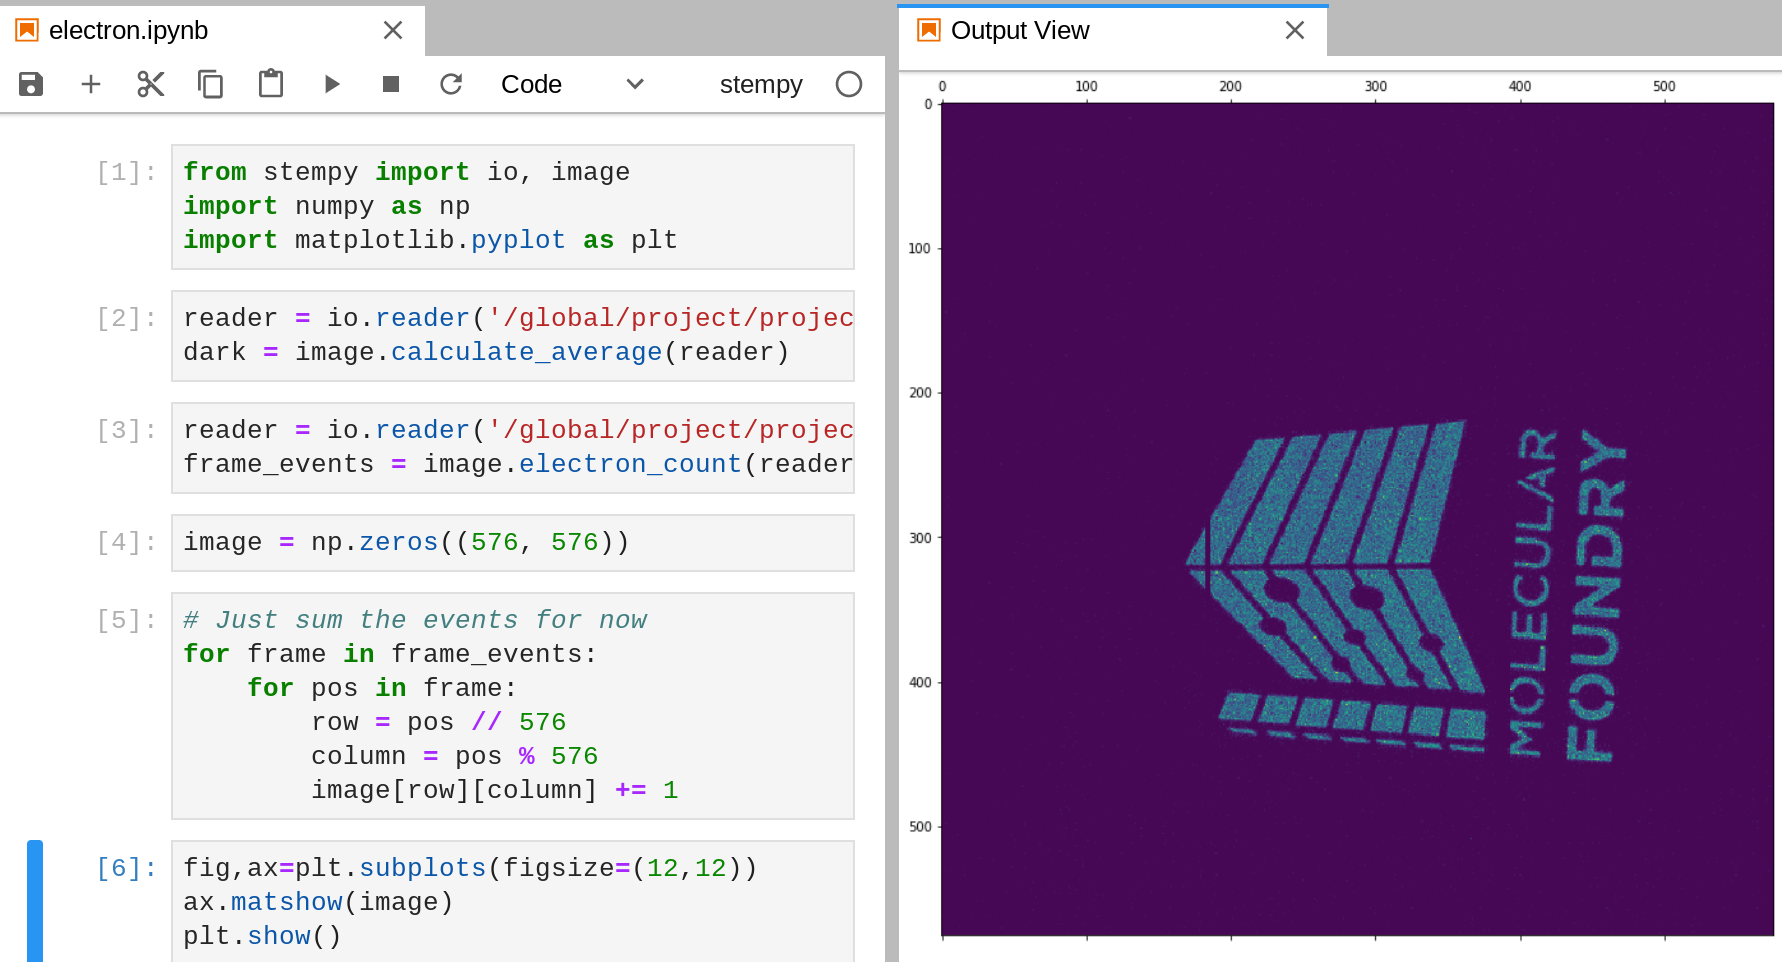 electron.ipynb
Code
stempy
[1]:
from stempy import io, image
import numpy as np
import matplotlib.pyplot as plt
[2]:
reader = io.reader('/global/project/projec
dark = image.calculate_average(reader)
[3]:
reader = io.reader('/global/project/projec
frame_events = image.electron_count(reader
[4]:
image = np.zeros((576, 576))
[5]:
# Just sum the events for now
for frame in frame_events:
    for pos in frame:
        row = pos // 576
        column = pos % 576
        image[row][column] += 1
[6]:
fig,ax=plt.subplots(figsize=(12,12))
ax.matshow(image)
plt.show()
Output View
0 100 200 300 400 500
0
100
200
300
400
500
MOLECULAR
FOUNDRY